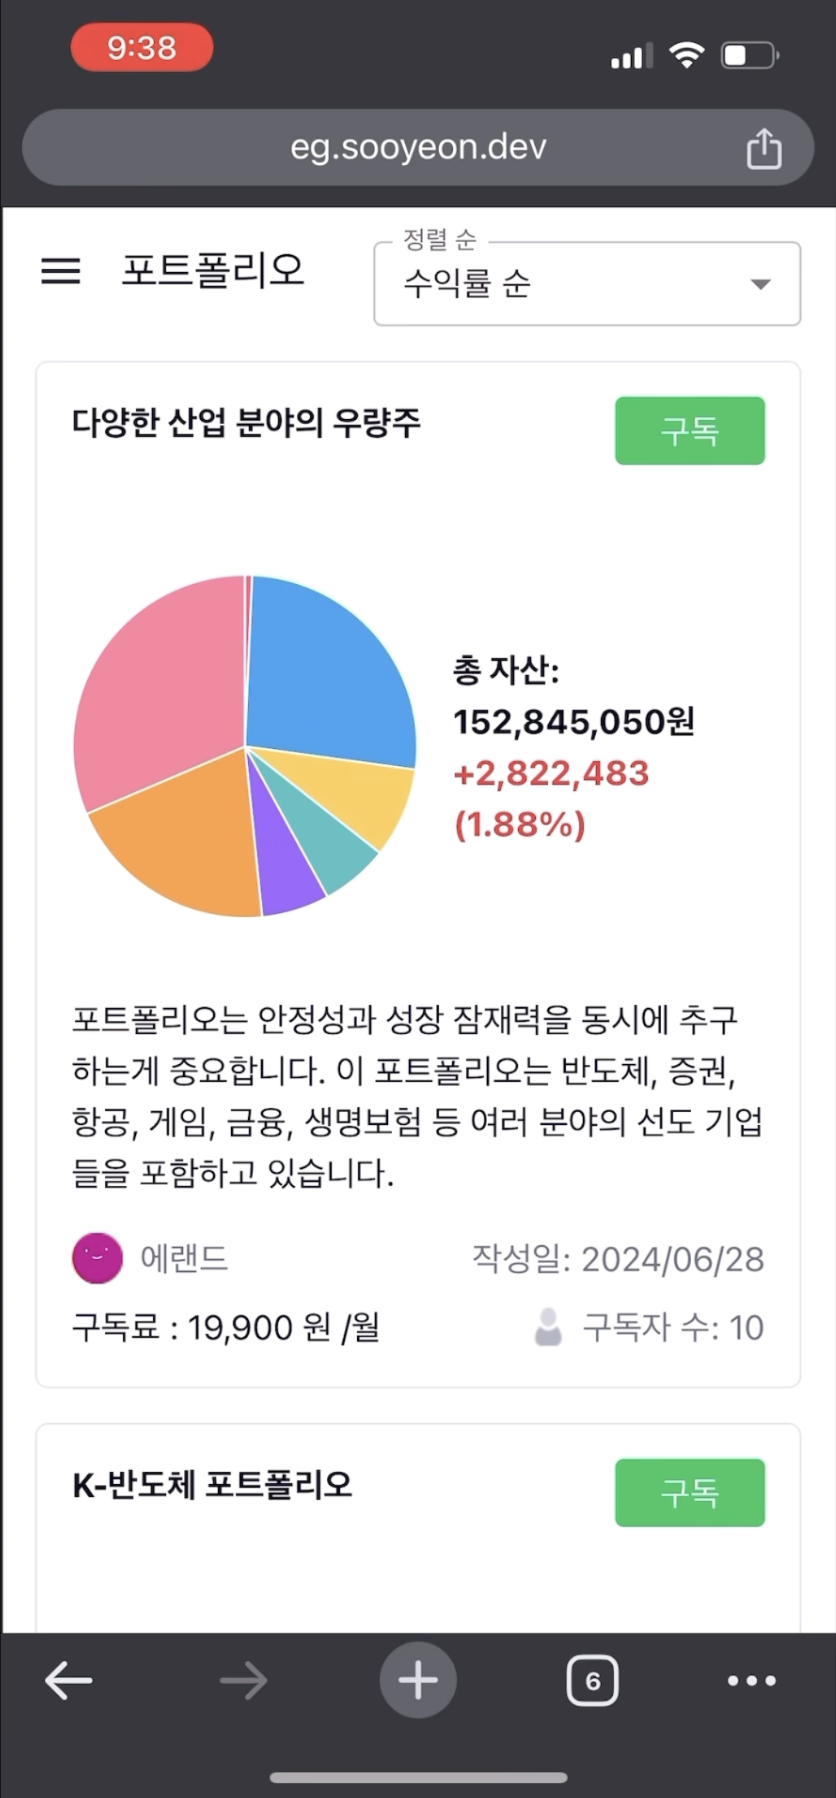 9:38
eg.sooyeon.dev
포트폴리오
정렬 순
수익률 순
다양한 산업 분야의 우량주
구독
총 자산:
152,845,050원
+2,822,483
(1.88%)
포트폴리오는 안정성과 성장 잠재력을 동시에 추구
하는게 중요합니다. 이 포트폴리오는 반도체, 증권,
항공, 게임, 금융, 생명보험 등 여러 분야의 선도 기업
들을 포함하고 있습니다.
에랜드
작성일: 2024/06/28
구독료 : 19,900 원 /월
구독자 수: 10
K-반도체 포트폴리오
구독
6